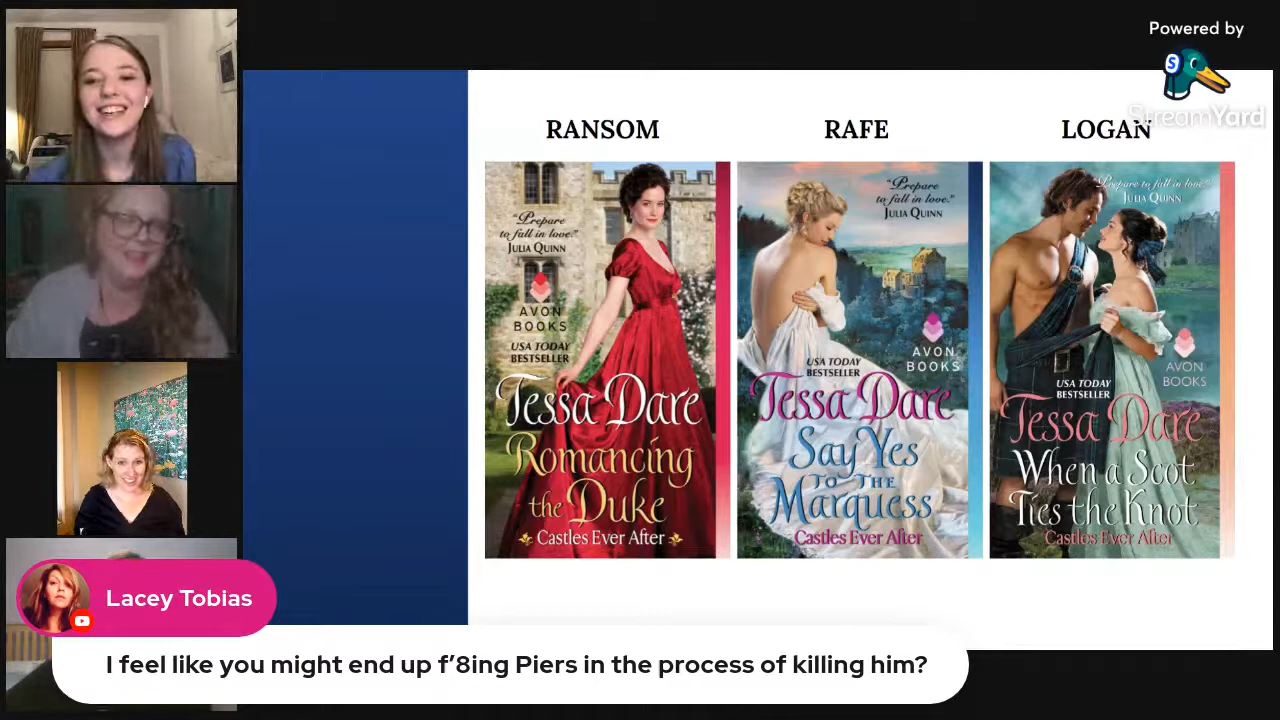 Powered by
StreamYard
RANSOM
RAFE
LOGAN
"Prepare
to fall in love."
JULIA QUINN
AVON
BOOKS
USA TODAY
BESTSELLER
Tessa Dare
Romancing
the Duke
Castles Ever After
"Prepare
to fall in love."
JULIA QUINN
AVON
BOOKS
USA TODAY
BESTSELLER
Tessa Dare
Say Yes
TO THE
Marquess
Castles Ever After
"Prepare to fall in love."
JULIA QUINN
AVON
BOOKS
USA TODAY
BESTSELLER
Tessa Dare
When a Scot
Ties the Knot
Castles Ever After
Lacey Tobias
I feel like you might end up f'8ing Piers in the process of killing him?